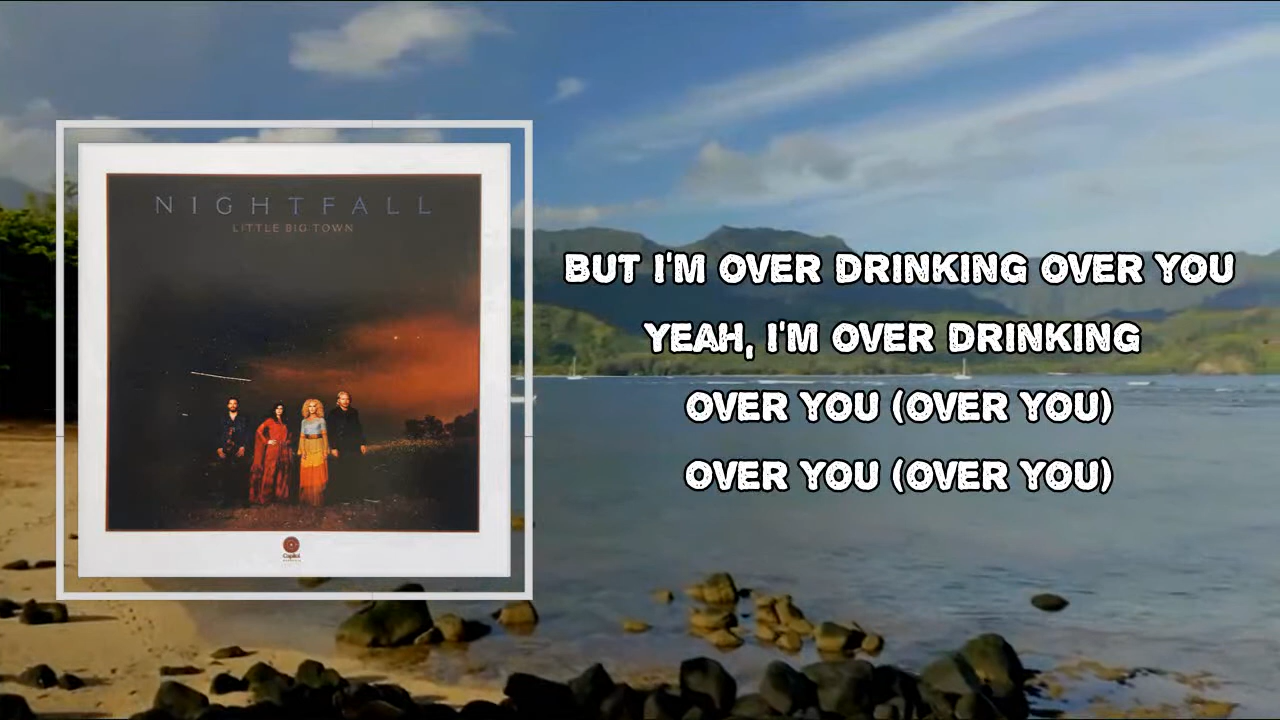 NIGHTFALL
LITTLE BIG TOWN
Capitol
BUT I'M OVER DRINKING OVER YOU
YEAH, I'M OVER DRINKING
OVER YOU (OVER YOU)
OVER YOU (OVER YOU)